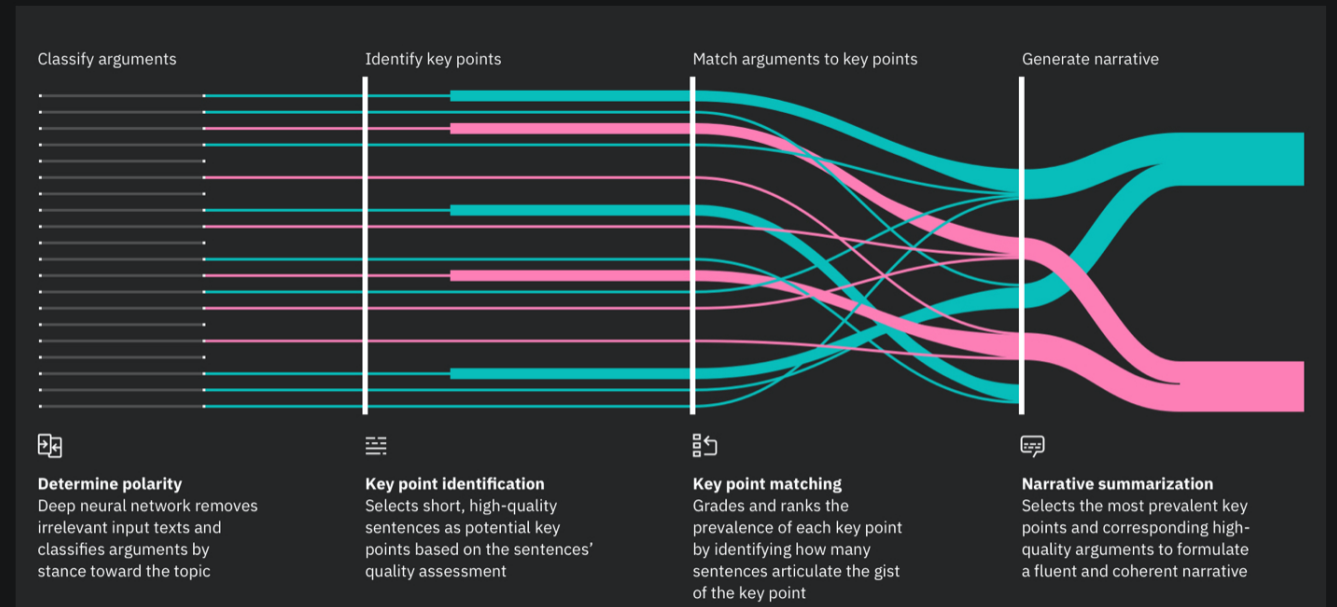 Classify arguments
Identify key points
Match arguments to key points
Generate narrative
Determine polarity
Deep neural network removes
irrelevant input texts and
classifies arguments by
stance toward the topic
Key point identification
Selects short, high-quality
sentences as potential key
points based on the sentences’
quality assessment
Key point matching
Grades and ranks the
prevalence of each key point
by identifying how many
sentences articulate the gist
of the key point
Narrative summarization
Selects the most prevalent key
points and corresponding high-
quality arguments to formulate
a fluent and coherent narrative